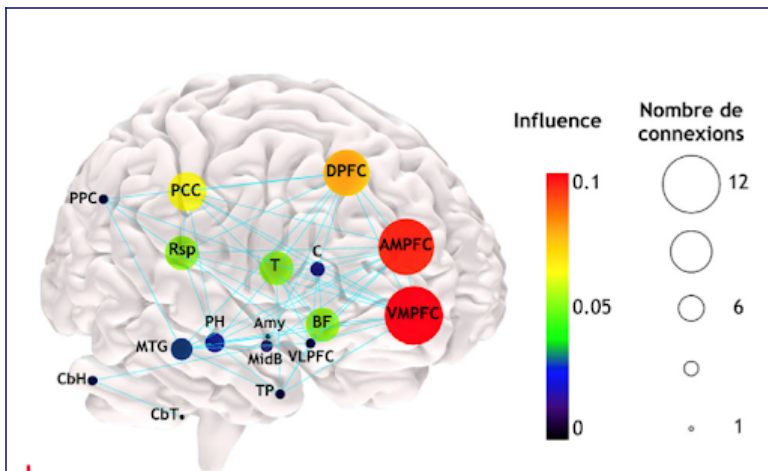 Influence
Nombre de
connexions
0.1
0.05
0
12
6
1
DPFC
PCC
PPC
AMPFC
Rsp
C
T
VMPFC
PH
Amy
BF
MTG
MidB
VLPFC
CbH
TP
CbT